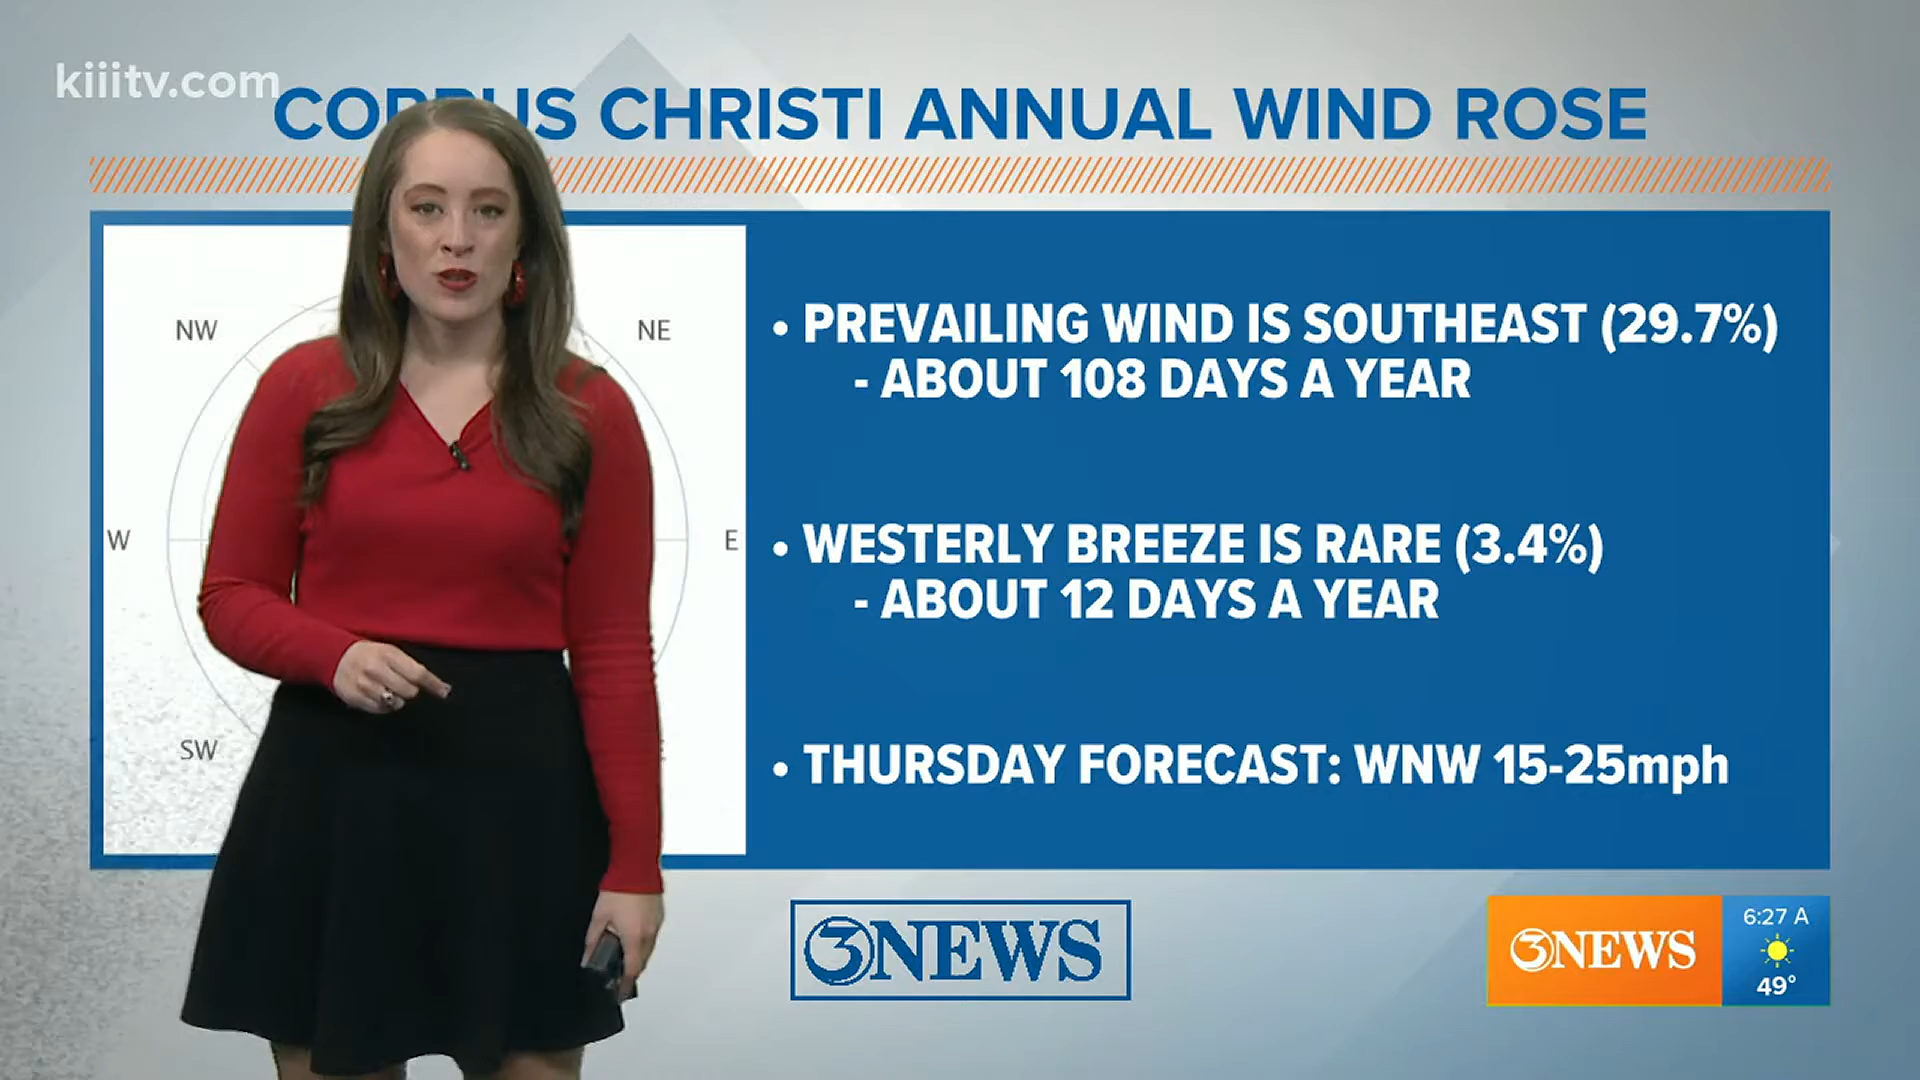 kiiitv.com
CORPUS CHRISTI ANNUAL WIND ROSE
NW
NE
W
E
SW
• PREVAILING WIND IS SOUTHEAST (29.7%)
- ABOUT 108 DAYS A YEAR
• WESTERLY BREEZE IS RARE (3.4%)
- ABOUT 12 DAYS A YEAR
• THURSDAY FORECAST: WNW 15-25mph
3NEWS
3NEWS
6:27 A
49°